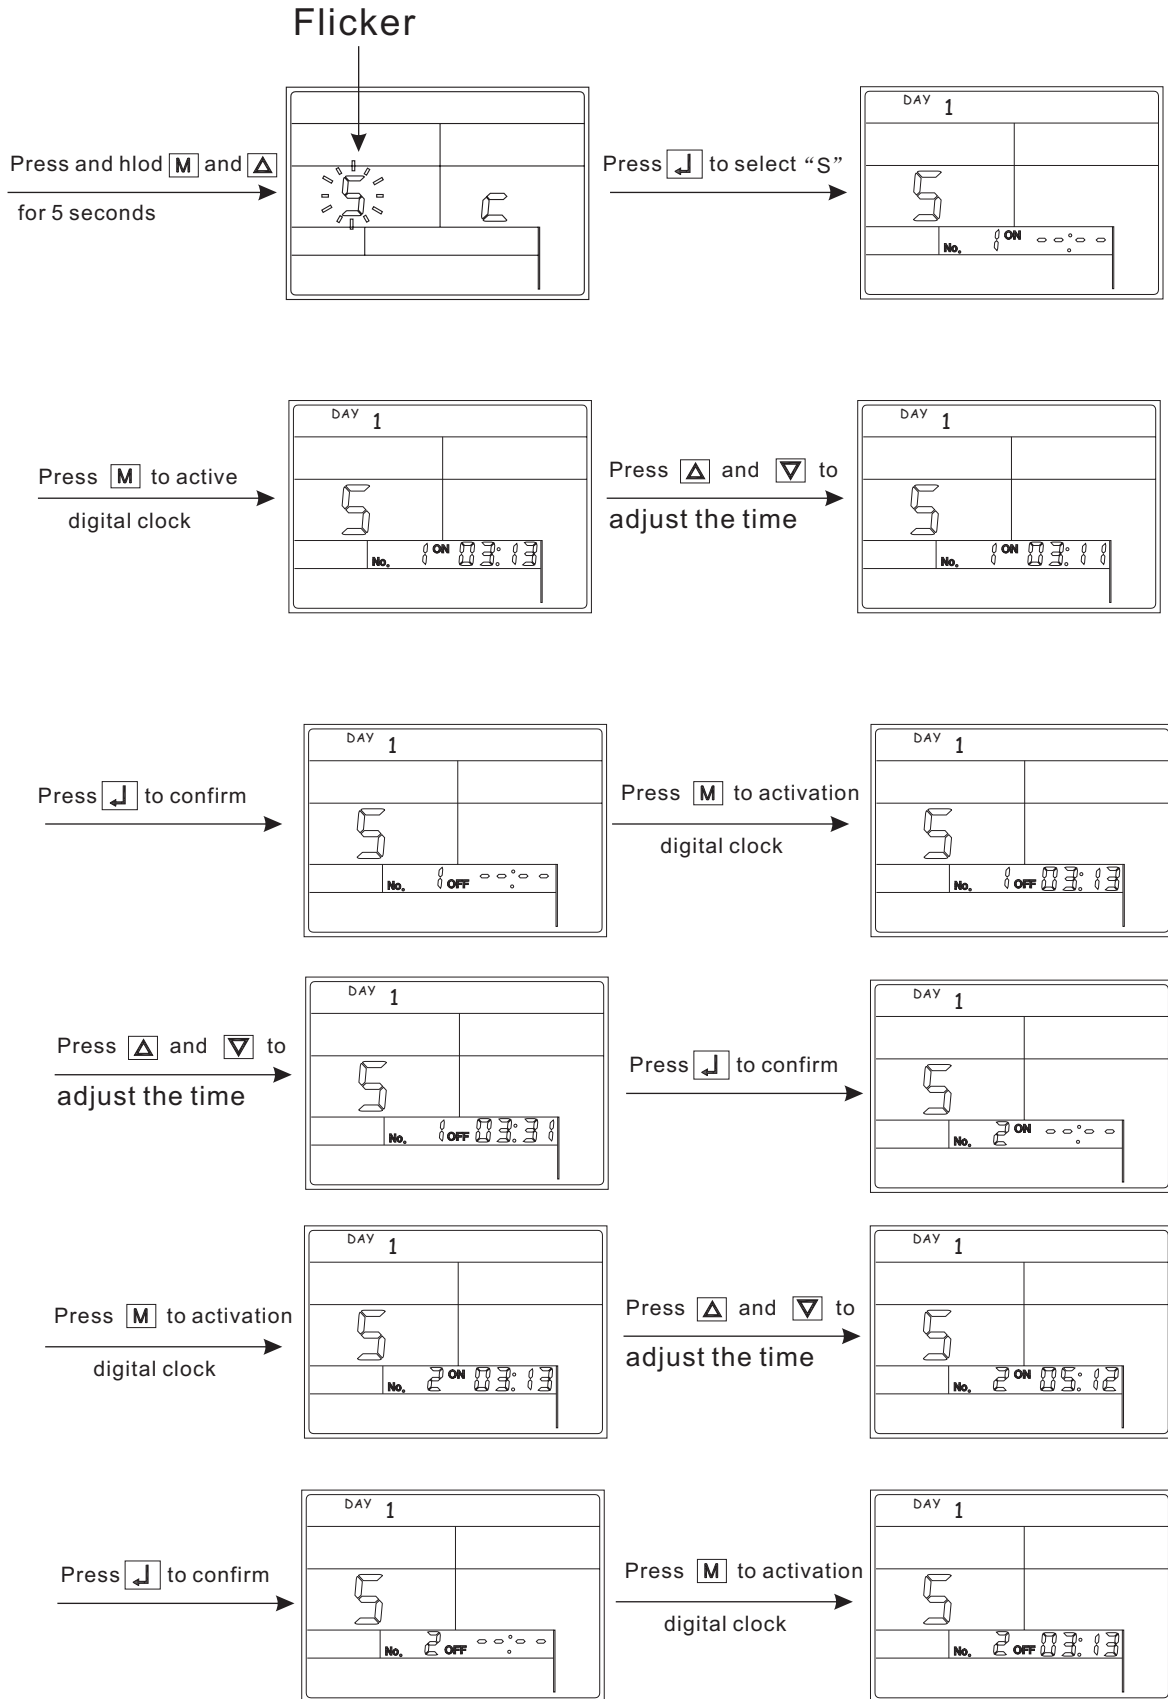 Flicker
Press and hlod M and △
for 5 seconds
S
C
Press ↲ to select “S”
DAY 1
S
No. 1 ON --:--
Press M to active
digital clock
DAY 1
S
No. 1 ON 03:13
Press △ and ▽ to
adjust the time
DAY 1
S
No. 1 ON 03:11
Press ↲ to confirm
DAY 1
S
No. 1 OFF --:--
Press M to activation
digital clock
DAY 1
S
No. 1 OFF 03:13
Press △ and ▽ to
adjust the time
DAY 1
S
No. 1 OFF 03:31
Press ↲ to confirm
DAY 1
S
No. 2 ON --:--
Press M to activation
digital clock
DAY 1
S
No. 2 ON 03:13
Press △ and ▽ to
adjust the time
DAY 1
S
No. 2 ON 05:12
Press ↲ to confirm
DAY 1
S
No. 2 OFF --:--
Press M to activation
digital clock
DAY 1
S
No. 2 OFF 03:13